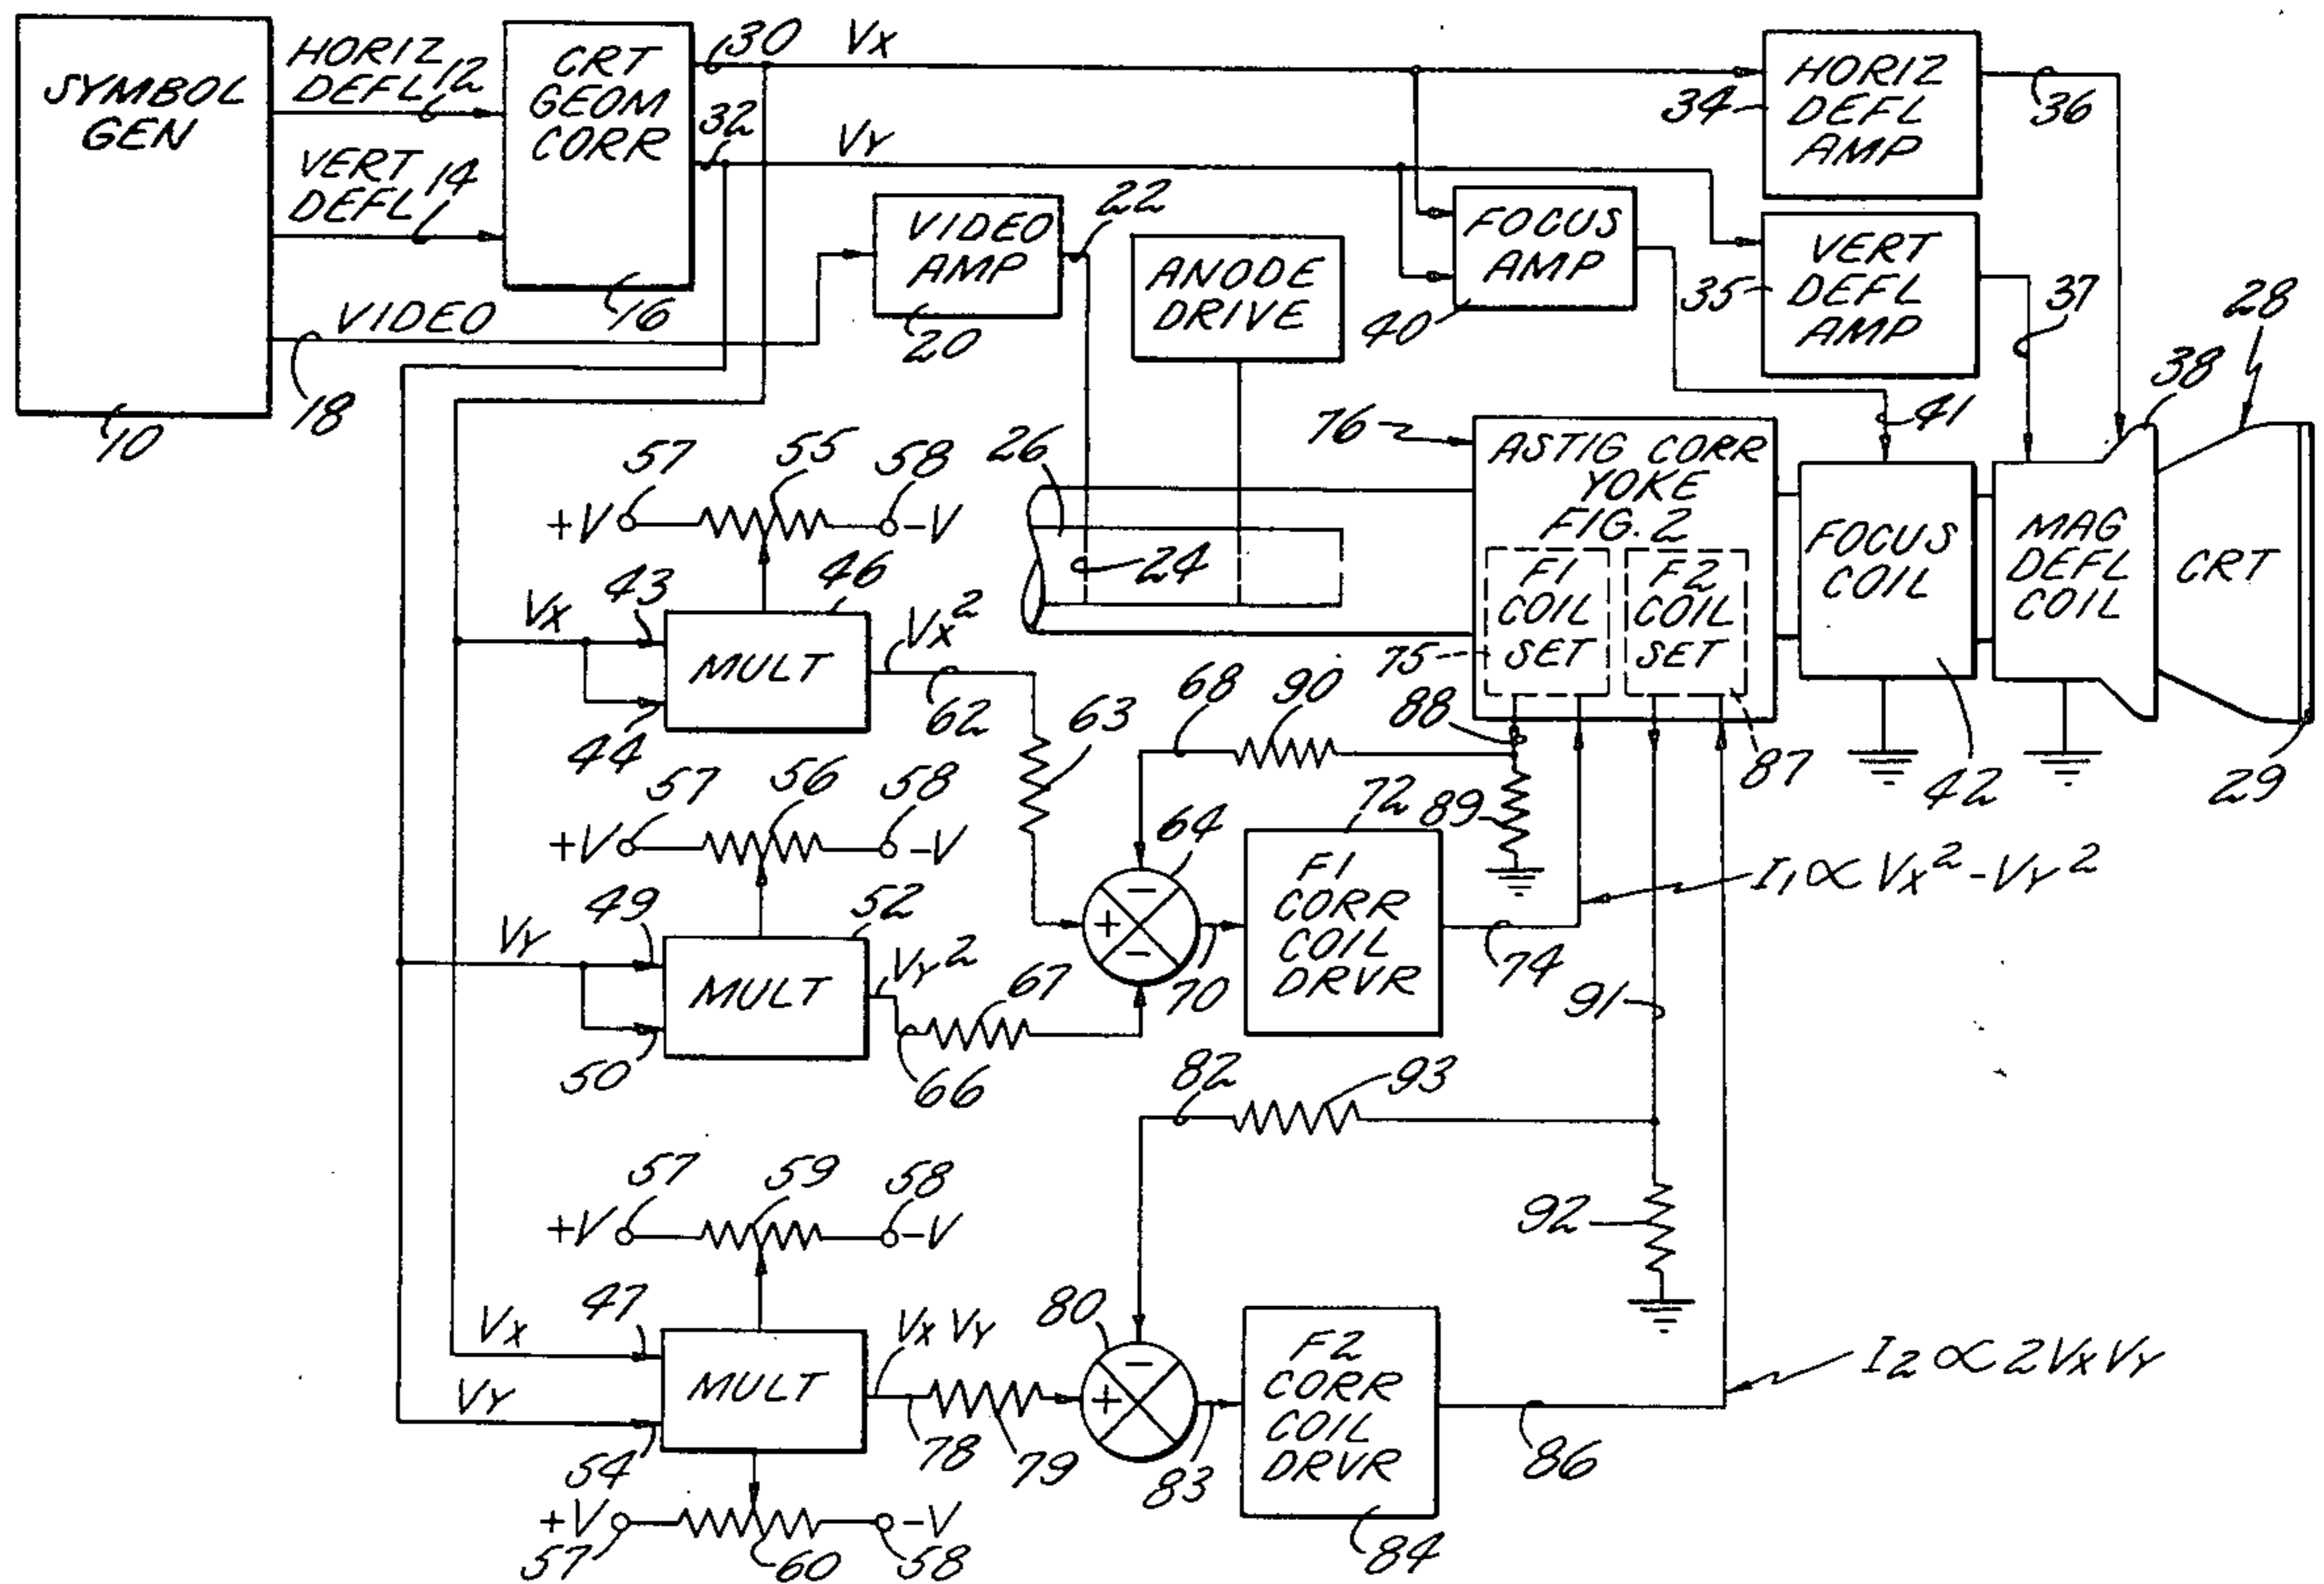 SYMBOL
GEN
10
HORIZ
DEFL 12
VERT
DEFL 14
VIDEO
18
CRT
GEOM
CORR
16
30
VX
32
VY
VIDEO
AMP
20
22
ANODE
DRIVE
FOCUS
AMP
40
34
HORIZ
DEFL
AMP
36
35
VERT
DEFL
AMP
37
38
28
41
76
26
24
ASTIG CORR
YOKE
FIG. 2
F1
COIL
SET
F2
COIL
SET
75
87
FOCUS
COIL
42
MAG
DEFL
COIL
CRT
29
57
55
58
+V
-V
VX
43
44
46
MULT
VX²
62
63
68
90
88
89
57
56
58
+V
-V
VY
49
50
52
MULT
VY²
66
67
64
-
+
-
70
72
F1
CORR
COIL
DRVR
74
I1 ∝ VX² - VY²
91
82
93
92
57
59
58
+V
-V
VX
47
VY
54
MULT
VX VY
78
79
80
-
+
83
F2
CORR
COIL
DRVR
84
86
I2 ∝ 2VX VY
+V
-V
57
60
58